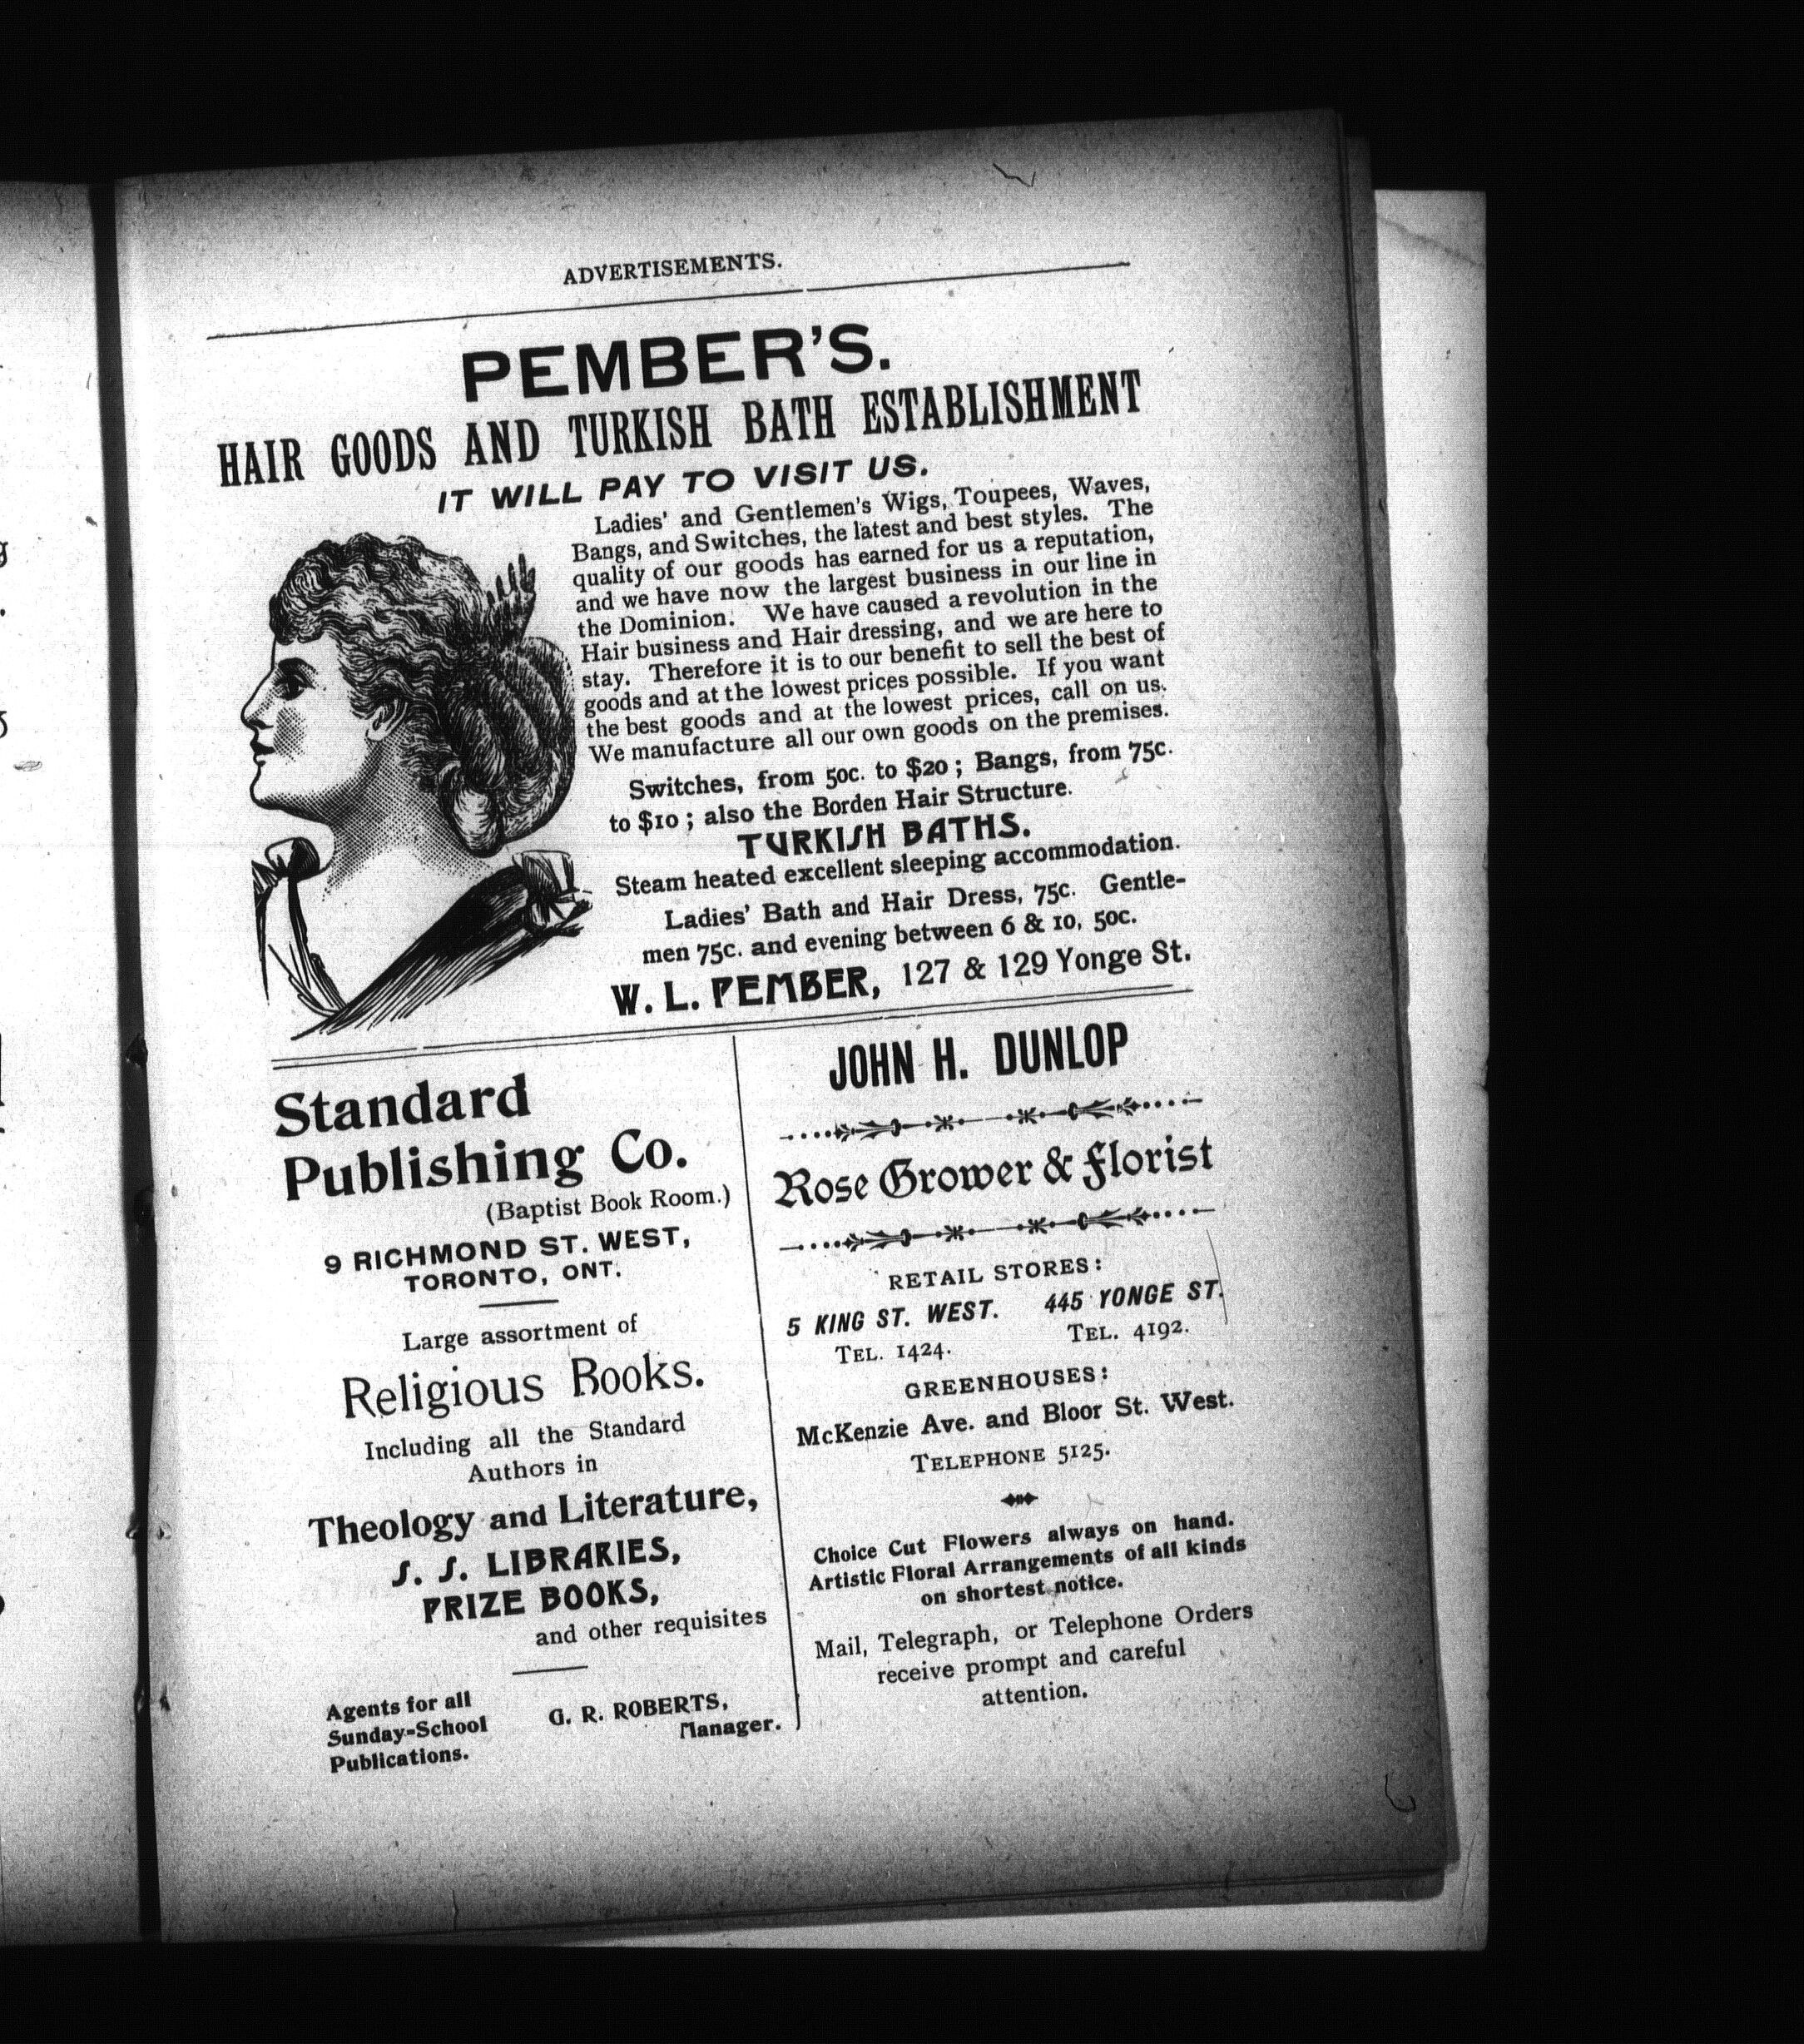 ADVERTISEMENTS.
PEMBER'S.
HAIR GOODS AND TURKISH BATH ESTABLISHMENT
IT WILL PAY TO VISIT US.
Ladies' and Gentlemen's Wigs, Toupees, Waves,
Bangs, and Switches, the latest and best styles. The
quality of our goods has earned for us a reputation,
and we have now the largest business in our line in
the Dominion. We have caused a revolution in the
Hair business and Hair dressing, and we are here to
stay. Therefore it is to our benefit to sell the best of
goods and at the lowest prices possible. If you want
the best goods and at the lowest prices, call on us.
We manufacture all our own goods on the premises.
Switches, from 50c. to $20; Bangs, from 75c.
to $10; also the Borden Hair Structure.
TURKISH BATHS.
Steam heated excellent sleeping accommodation.
Ladies' Bath and Hair Dress, 75c. Gentle-
men 75c. and evening between 6 & 10, 50c.
W. L. PEMBER, 127 & 129 Yonge St.
Standard
Publishing Co.
(Baptist Book Room.)
9 RICHMOND ST. WEST,
TORONTO, ONT.
Large assortment of
Religious Books.
Including all the Standard
Authors in
Theology and Literature,
S. S. LIBRARIES,
PRIZE BOOKS,
and other requisites
Agents for all
Sunday-School
Publications.
G. R. ROBERTS,
Manager.
JOHN H. DUNLOP
Rose Grower & Florist
RETAIL STORES:
5 KING ST. WEST. 445 YONGE ST.
TEL. 1424. TEL. 4192.
GREENHOUSES:
McKenzie Ave. and Bloor St. West.
TELEPHONE 5125.
Choice Cut Flowers always on hand.
Artistic Floral Arrangements of all kinds
on shortest notice.
Mail, Telegraph, or Telephone Orders
receive prompt and careful
attention.